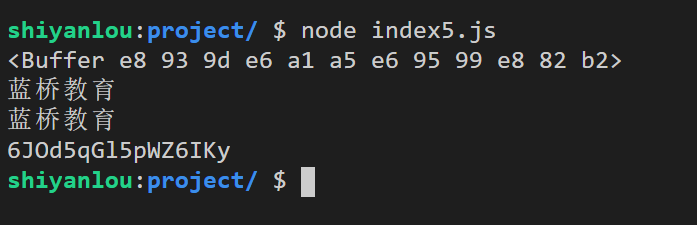 shiyanlou:project/ $ node index5.js
<Buffer e8 93 9d e6 a1 a5 e6 95 99 e8 82 b2>
蓝桥教育
蓝桥教育
6JOd5qGl5pWZ6IKy
shiyanlou:project/ $